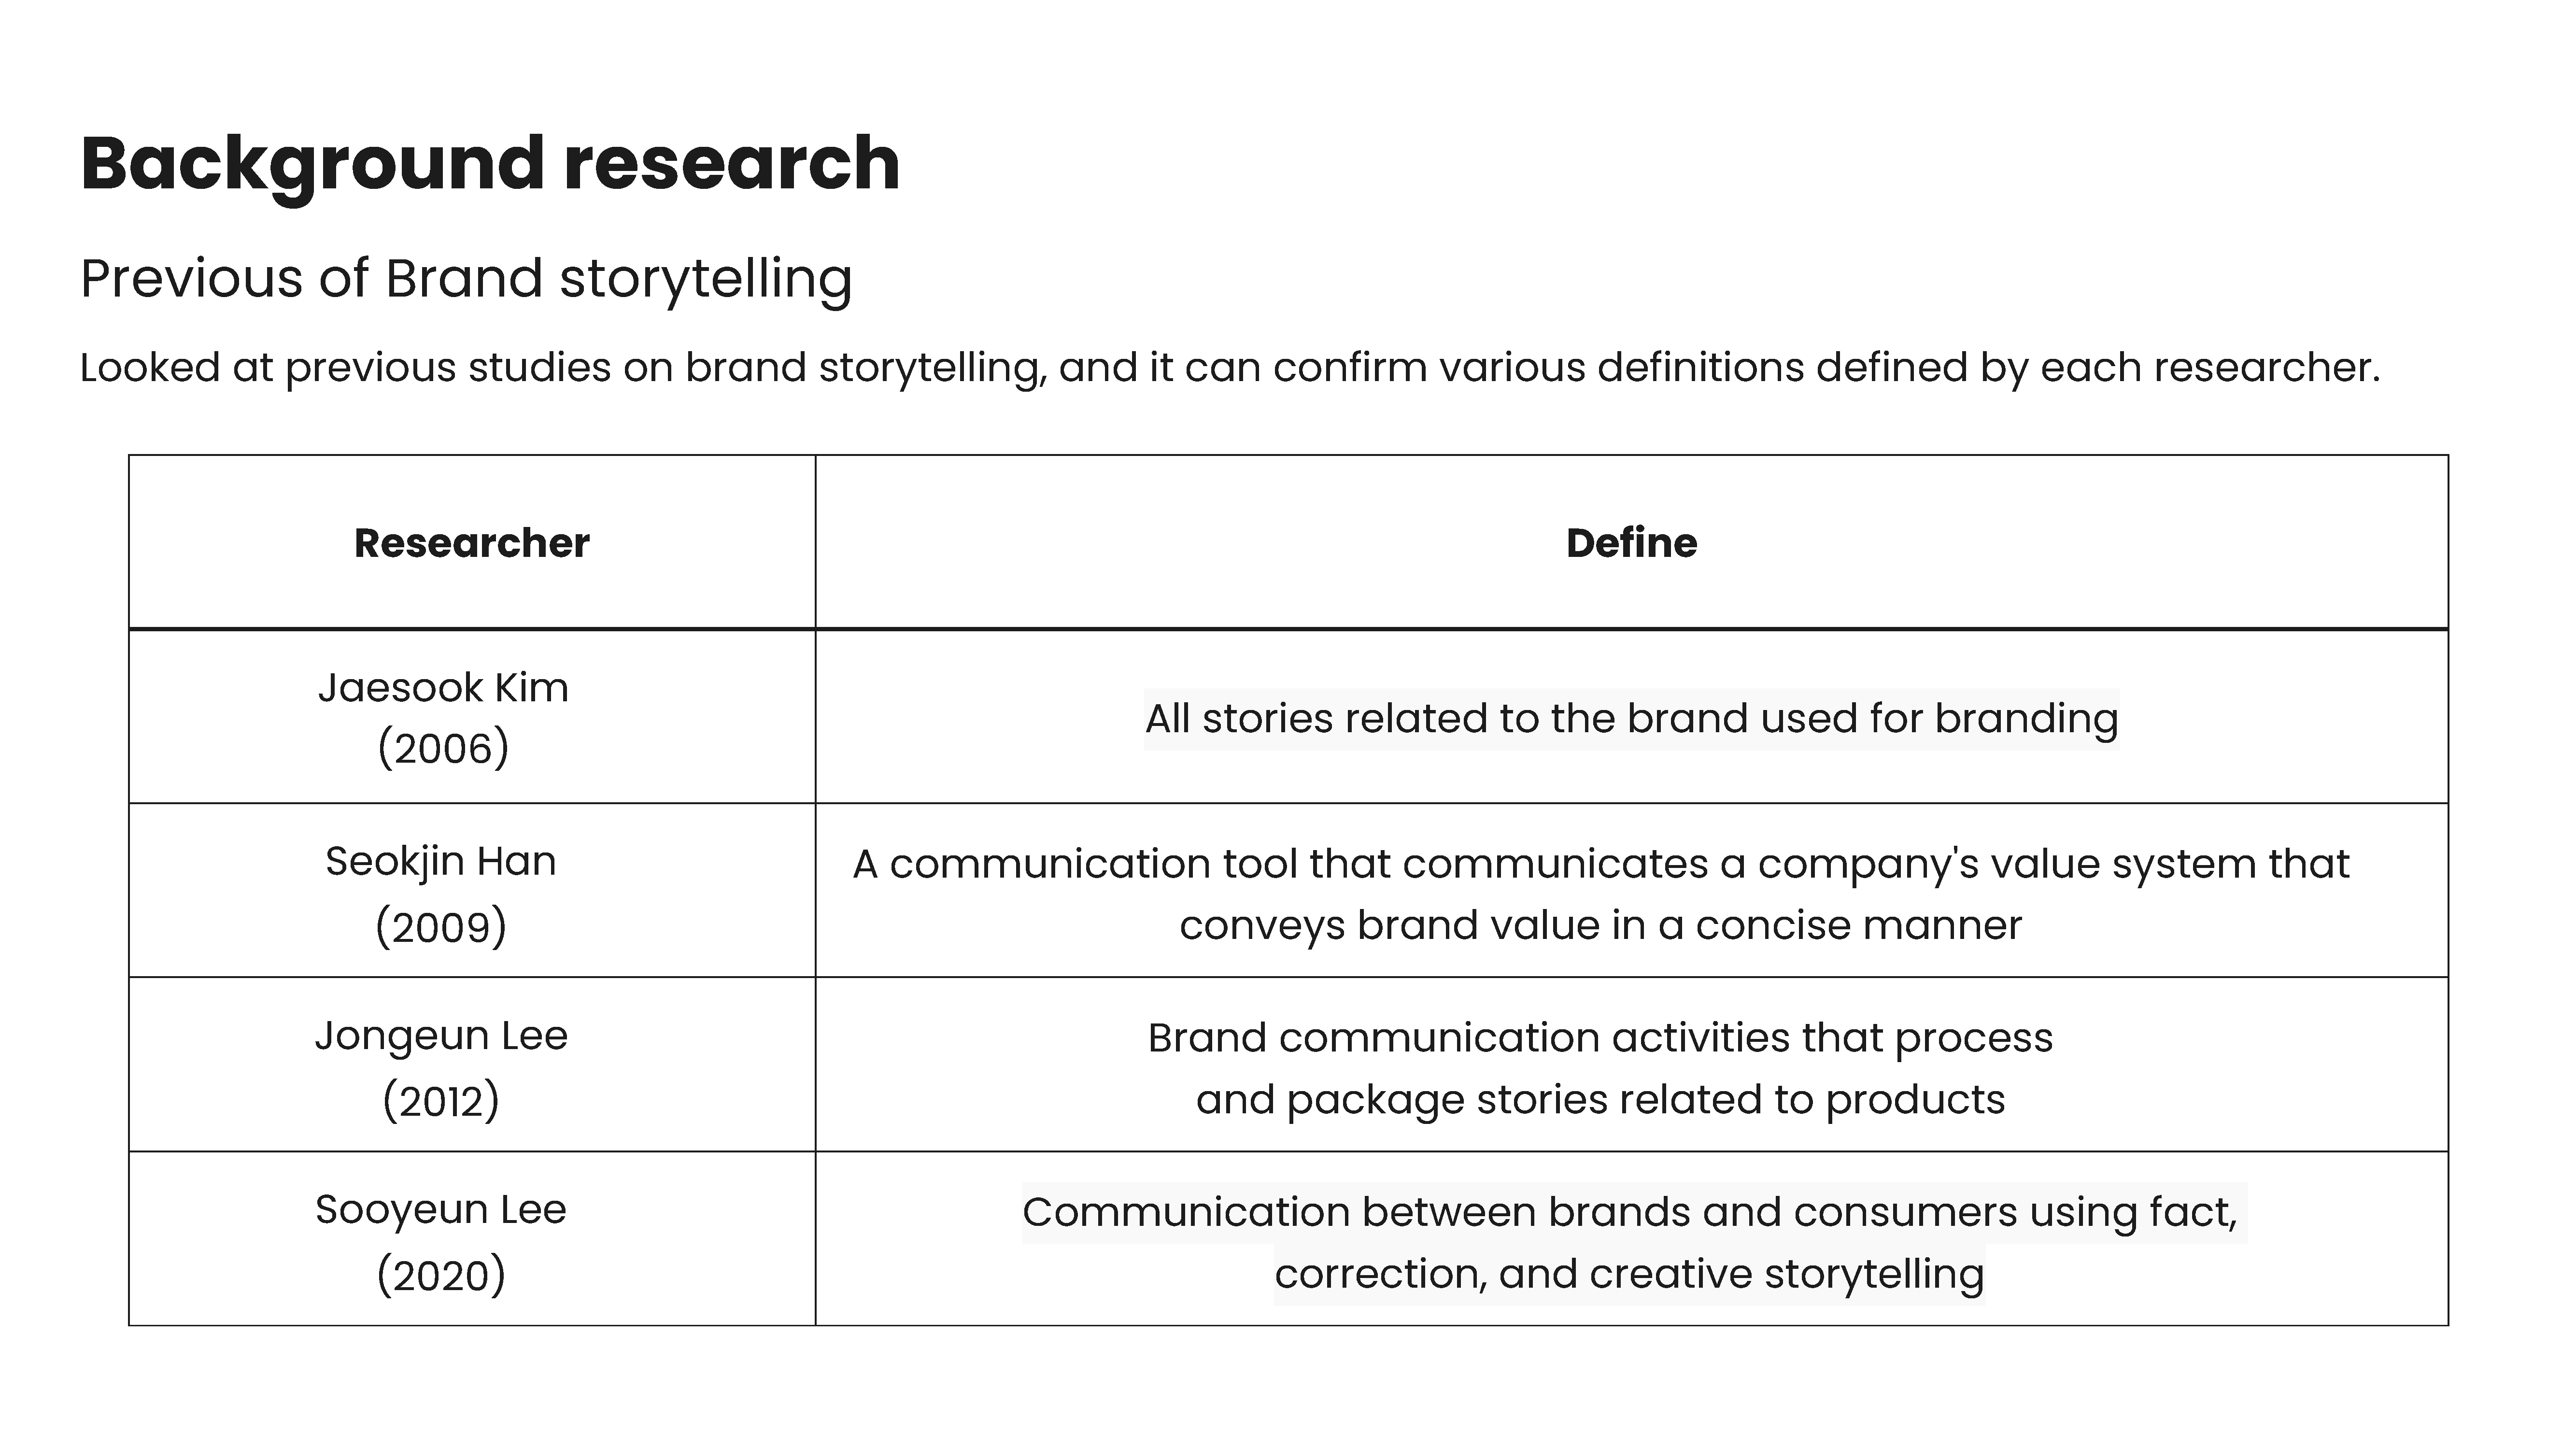 Background research
Previous of Brand storytelling
Looked at previous studies on brand storytelling, and it can confirm various definitions defined by each researcher.
Researcher
Define
Jaesook Kim
(2006)
All stories related to the brand used for branding
Seokjin Han
(2009)
A communication tool that communicates a company's value system that
conveys brand value in a concise manner
Jongeun Lee
(2012)
Brand communication activities that process
and package stories related to products
Sooyeun Lee
(2020)
Communication between brands and consumers using fact,
correction, and creative storytelling